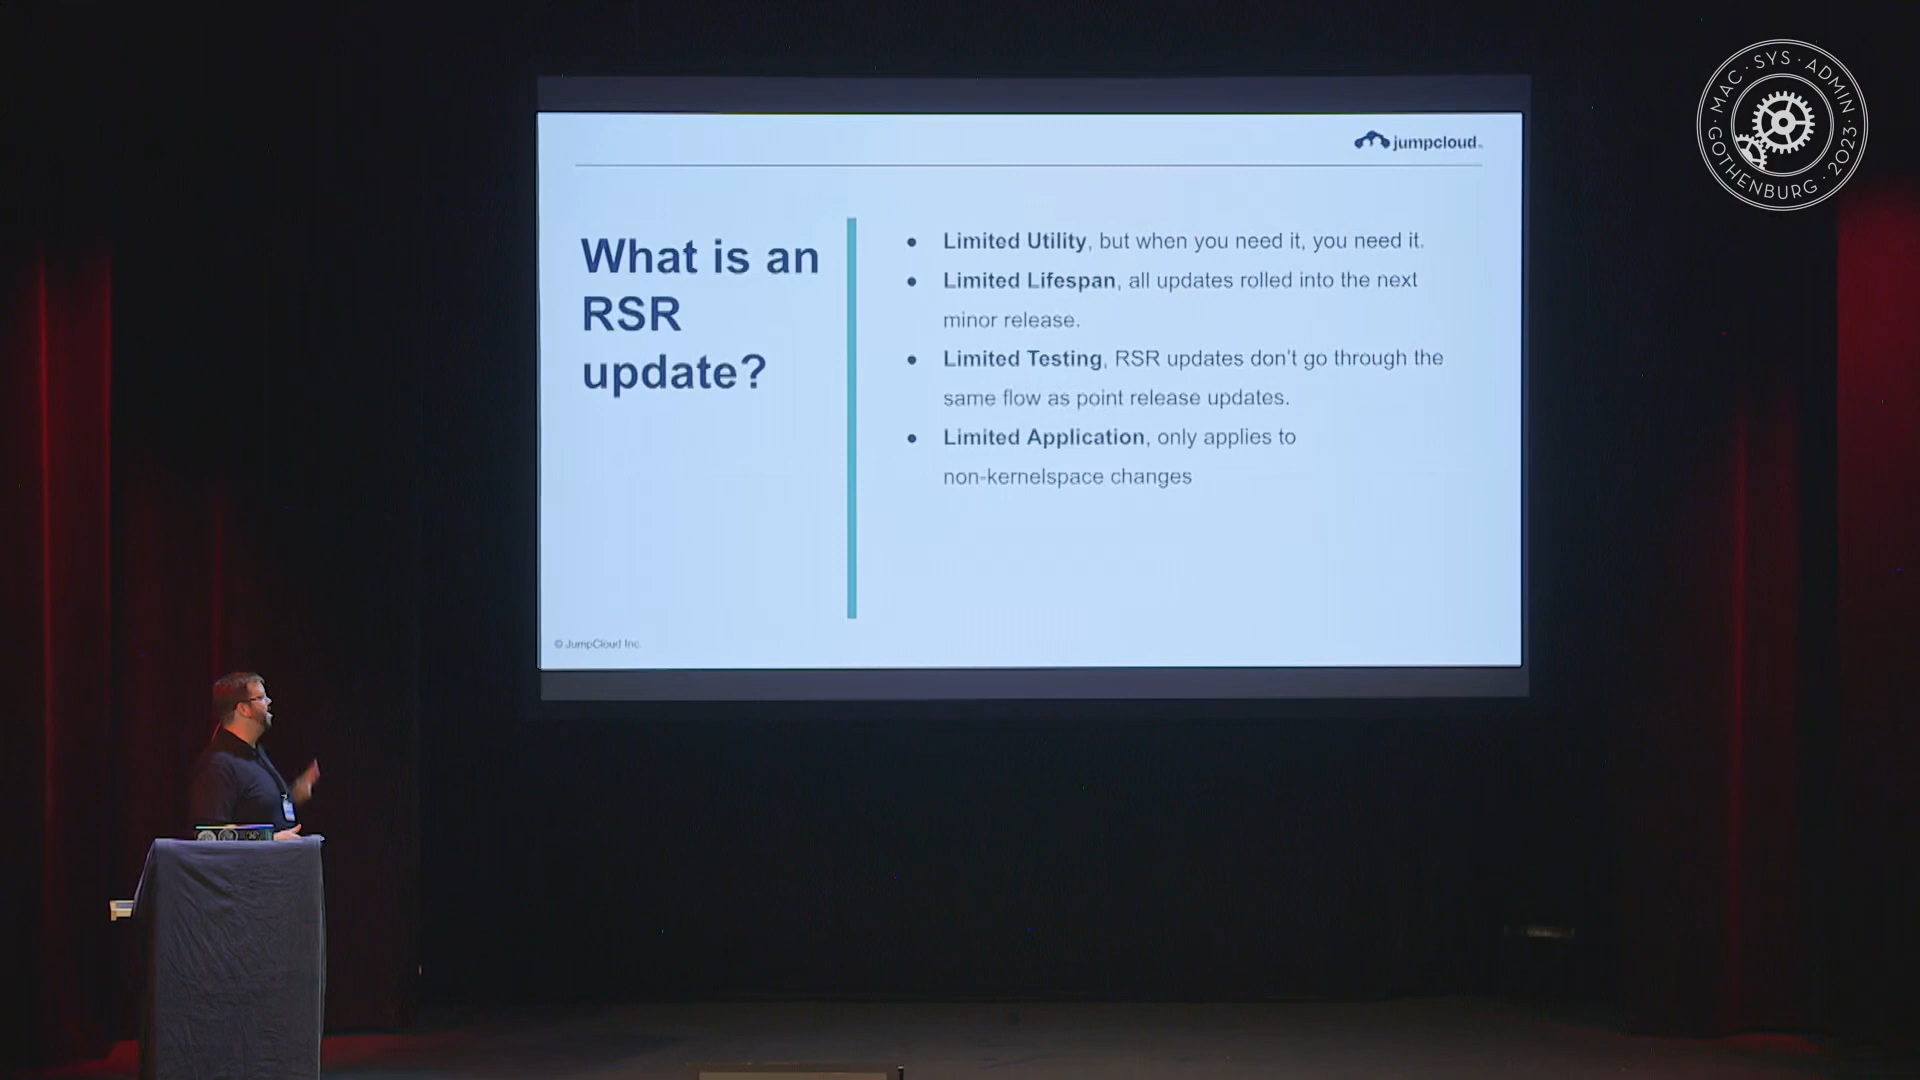 MAC · SYS · ADMIN · GOTHENBURG · 2023 ·
jumpcloud.
What is an
RSR
update?
● Limited Utility, but when you need it, you need it.
● Limited Lifespan, all updates rolled into the next
minor release.
● Limited Testing, RSR updates don't go through the
same flow as point release updates.
● Limited Application, only applies to
non-kernelspace changes
© JumpCloud Inc.